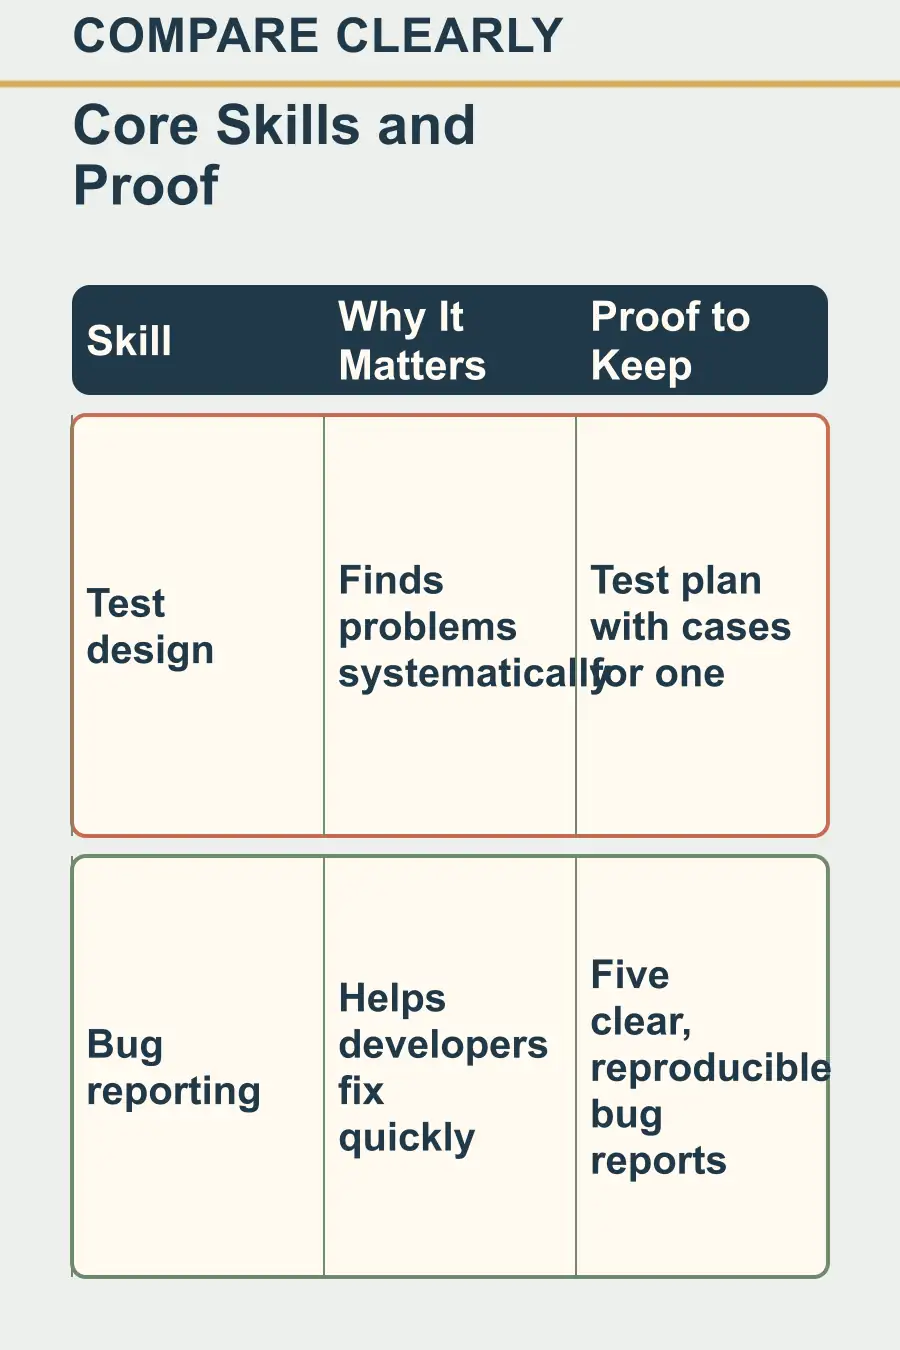 COMPARE CLEARLY
Core Skills and
Proof
Skill
Why It
Matters
Proof to
Keep
Test
design
Finds
problems
systematically
Test plan
with cases
for one
Bug
reporting
Helps
developers
fix
quickly
Five
clear,
reproducible
bug
reports